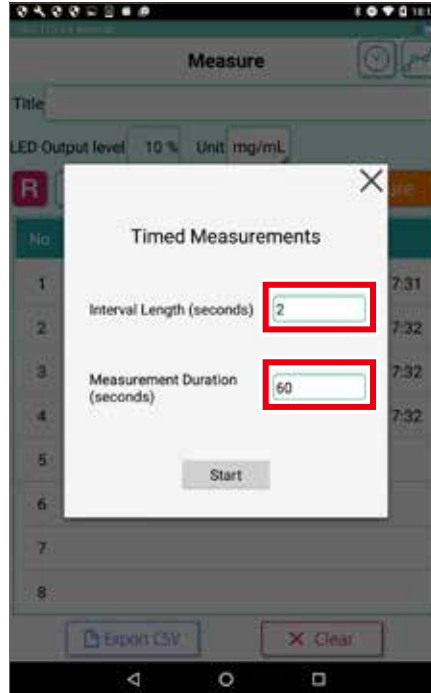 Measure
Title
LED Output level 10 % Unit mg/mL
R
No
Timed Measurements
1 7:31
Interval Length (seconds) 2
2 7:32
3 7:32
Measurement Duration
(seconds) 60
4 7:32
5
Start
6
7
8
Export CSV Clear